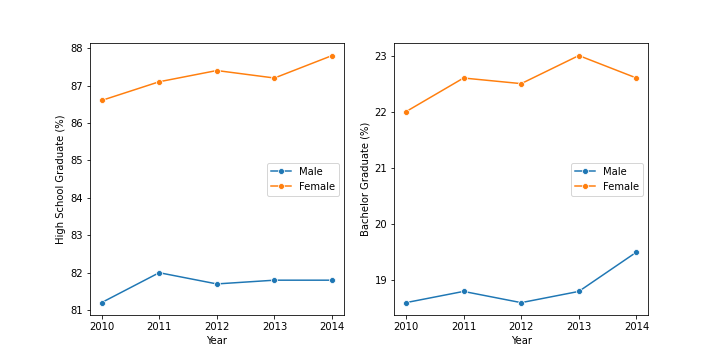 High School Graduate (%)
88
87
86
85
84
83
82
81
Male
Female
2010 2011 2012 2013 2014
Year
Bachelor Graduate (%)
23
22
21
20
19
Male
Female
2010 2011 2012 2013 2014
Year